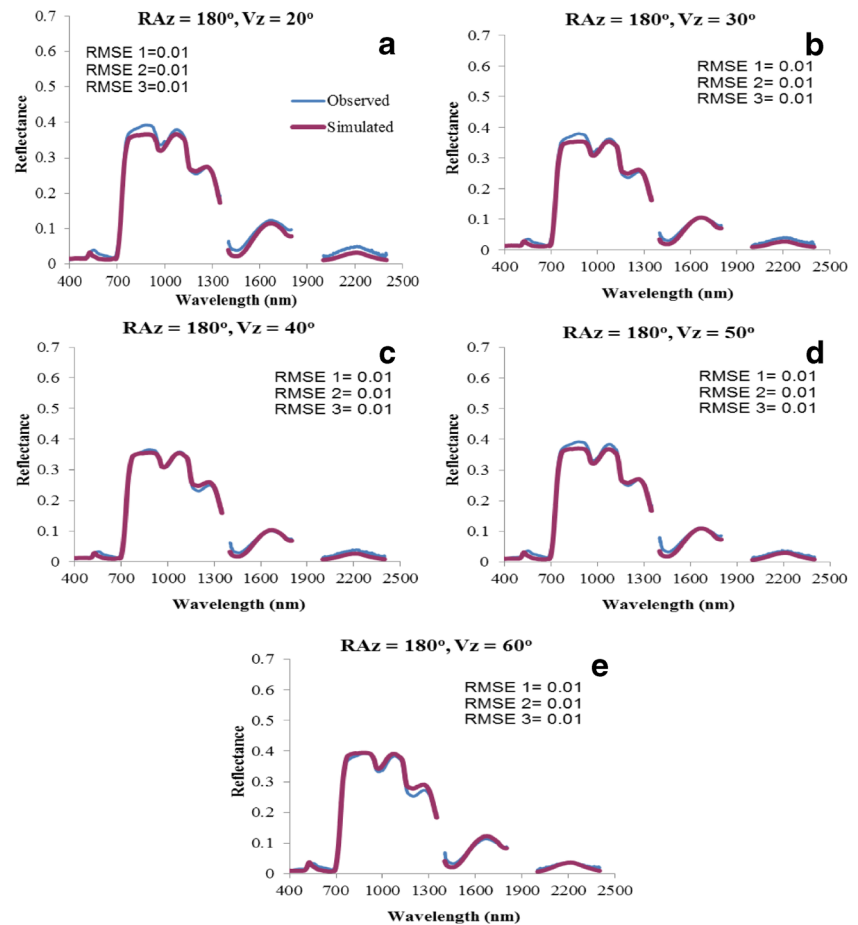 RAz = 180°, Vz = 20°
a
RMSE 1=0.01
RMSE 2=0.01
RMSE 3=0.01
Observed
Simulated
0.7
0.6
0.5
0.4
0.3
0.2
0.1
0
Reflectance
400 700 1000 1300 1600 1900 2200 2500
Wavelength (nm)
RAz = 180°, Vz = 30°
b
RMSE 1= 0.01
RMSE 2= 0.01
RMSE 3= 0.01
0.7
0.6
0.5
0.4
0.3
0.2
0.1
0
Reflectance
400 700 1000 1300 1600 1900 2200 2500
Wavelength (nm)
RAz = 180°, Vz = 40°
c
RMSE 1= 0.01
RMSE 2= 0.01
RMSE 3= 0.01
0.7
0.6
0.5
0.4
0.3
0.2
0.1
0
Reflectance
400 700 1000 1300 1600 1900 2200 2500
Wavelength (nm)
RAz = 180°, Vz = 50°
d
RMSE 1= 0.01
RMSE 2= 0.01
RMSE 3= 0.01
0.7
0.6
0.5
0.4
0.3
0.2
0.1
0
Reflectance
400 700 1000 1300 1600 1900 2200 2500
Wavelength (nm)
RAz = 180°, Vz = 60°
e
RMSE 1= 0.01
RMSE 2= 0.01
RMSE 3= 0.01
0.7
0.6
0.5
0.4
0.3
0.2
0.1
0
Reflectance
400 700 1000 1300 1600 1900 2200 2500
Wavelength (nm)